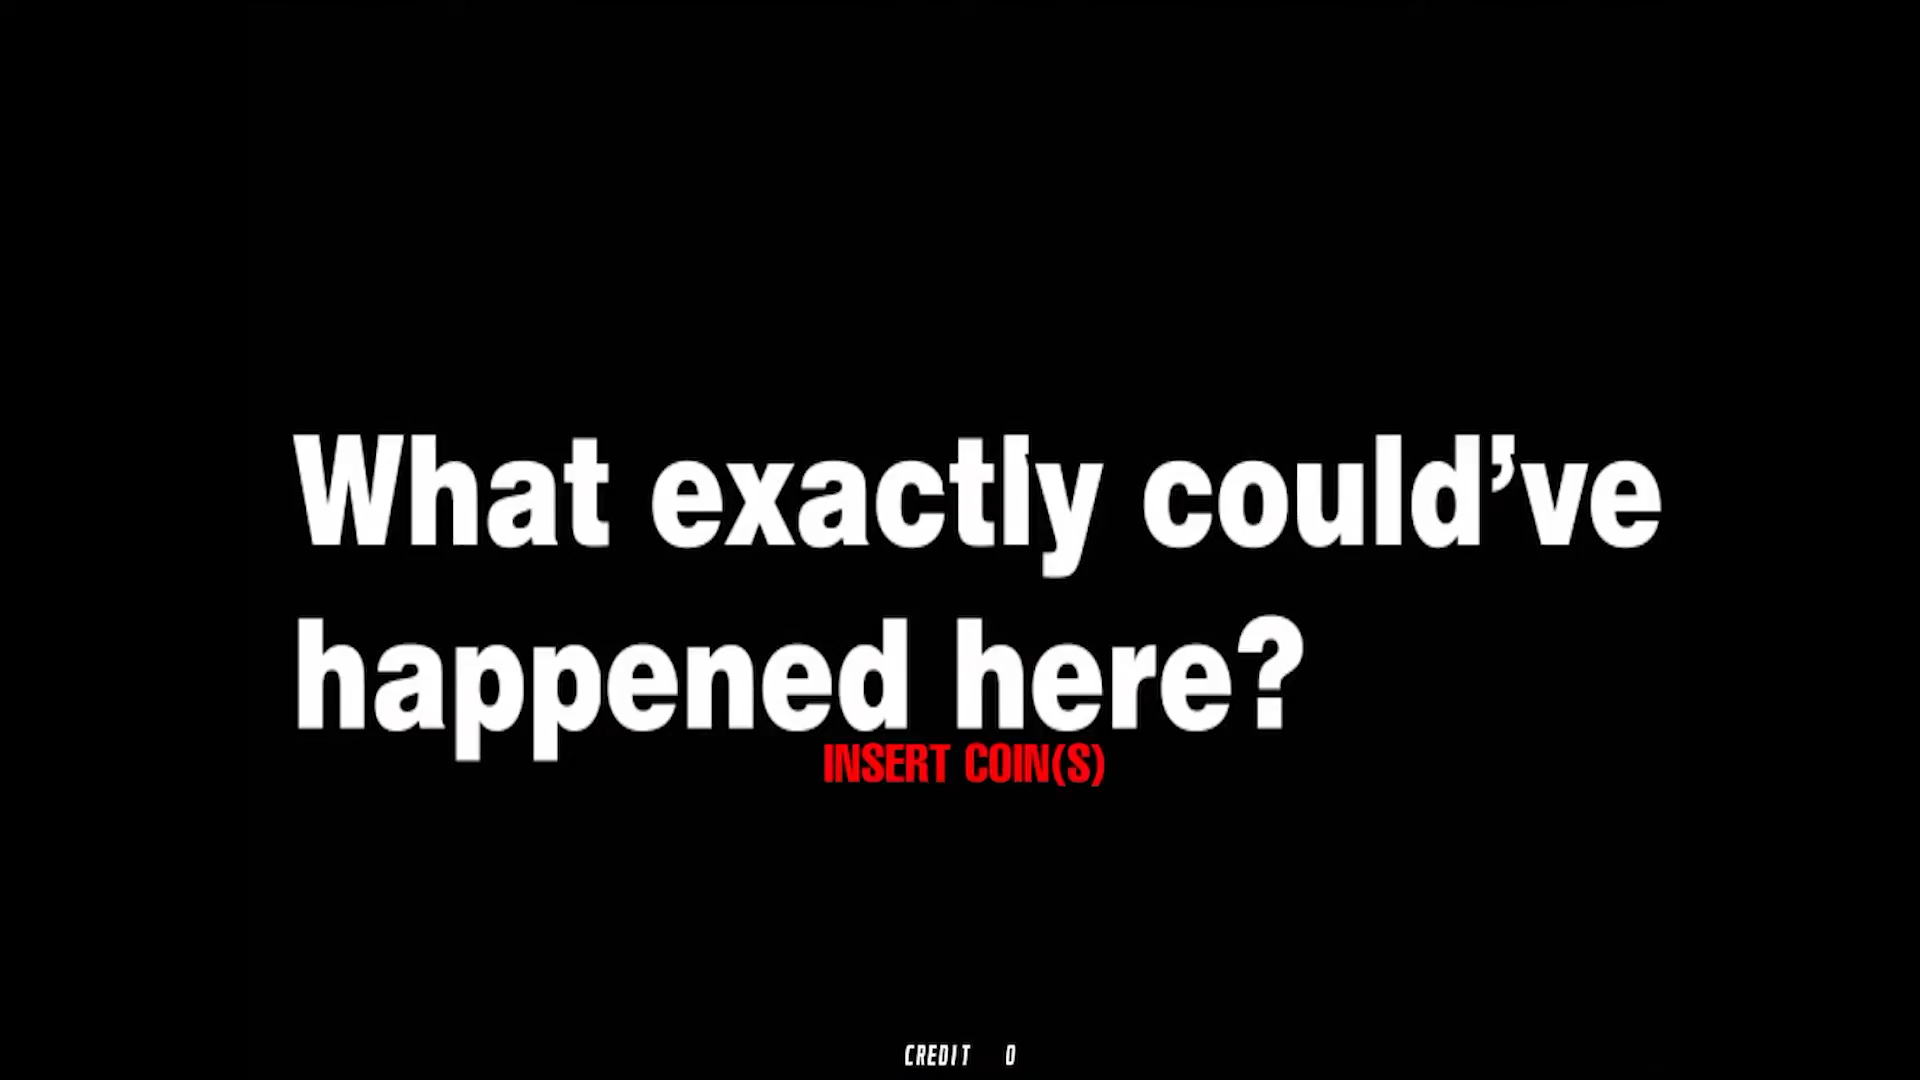 What exactly could’ve
happened here?
INSERT COIN(S)
CREDIT 0